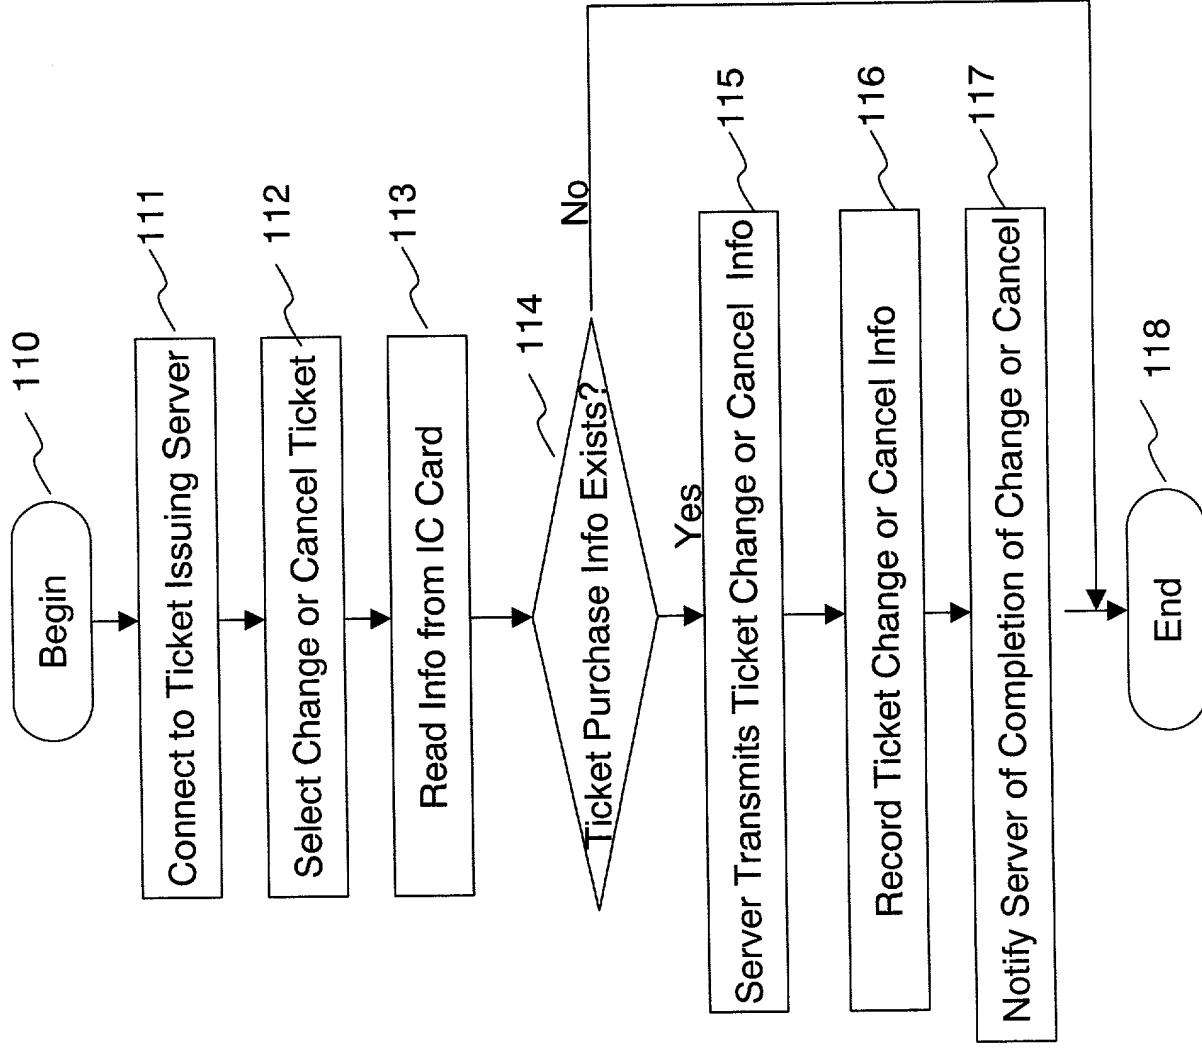 Begin
110
Connect to Ticket Issuing Server
111
Select Change or Cancel Ticket
112
Read Info from IC Card
113
Ticket Purchase Info Exists?
114
No
Yes
Server Transmits Ticket Change or Cancel Info
115
Record Ticket Change or Cancel Info
116
Notify Server of Completion of Change or Cancel
117
End
118